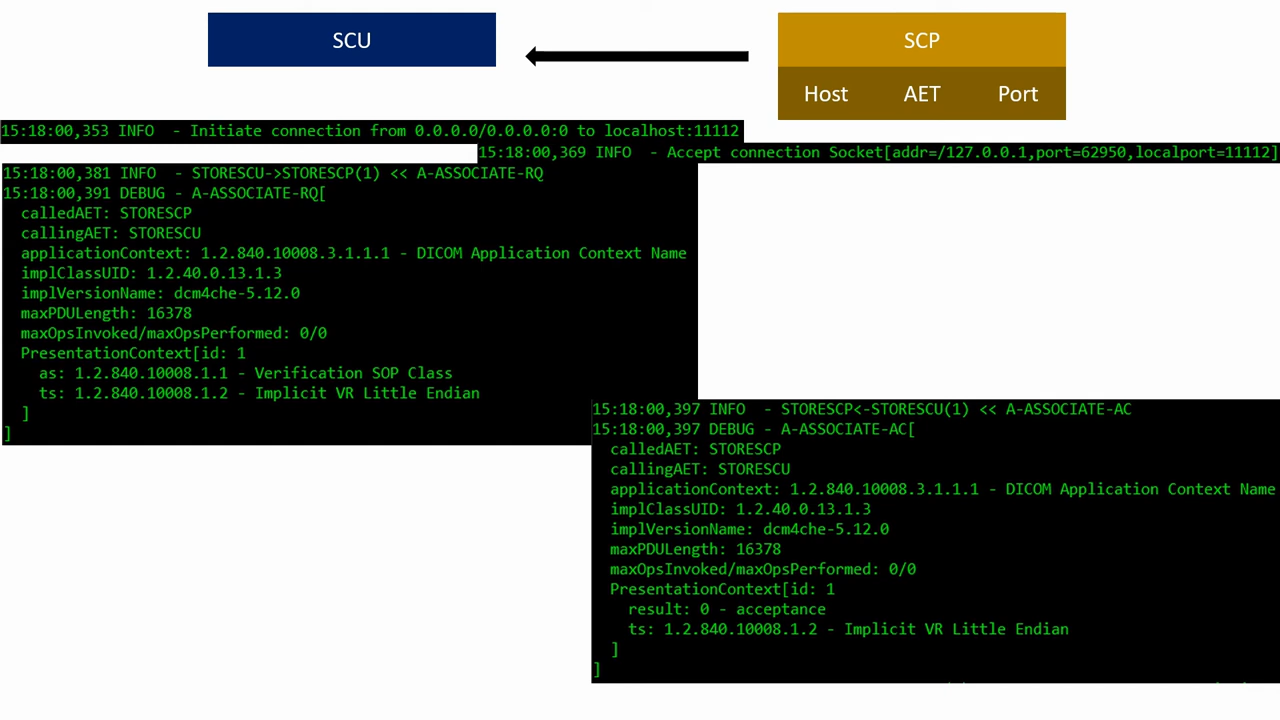 SCU
SCP
Host AET Port
15:18:00,353 INFO - Initiate connection from 0.0.0.0/0.0.0.0:0 to localhost:11112
15:18:00,369 INFO - Accept connection Socket[addr=/127.0.0.1,port=62950,localport=11112]
15:18:00,381 INFO - STORESCU->STORESCP(1) << A-ASSOCIATE-RQ
15:18:00,391 DEBUG - A-ASSOCIATE-RQ[
calledAET: STORESCP
callingAET: STORESCU
applicationContext: 1.2.840.10008.3.1.1.1 - DICOM Application Context Name
implClassUID: 1.2.40.0.13.1.3
implVersionName: dcm4che-5.12.0
maxPDULength: 16378
maxOpsInvoked/maxOpsPerformed: 0/0
PresentationContext[id: 1
as: 1.2.840.10008.1.1 - Verification SOP Class
ts: 1.2.840.10008.1.2 - Implicit VR Little Endian
]
]
15:18:00,397 INFO - STORESCP<-STORESCU(1) << A-ASSOCIATE-AC
15:18:00,397 DEBUG - A-ASSOCIATE-AC[
calledAET: STORESCP
callingAET: STORESCU
applicationContext: 1.2.840.10008.3.1.1.1 - DICOM Application Context Name
implClassUID: 1.2.40.0.13.1.3
implVersionName: dcm4che-5.12.0
maxPDULength: 16378
maxOpsInvoked/maxOpsPerformed: 0/0
PresentationContext[id: 1
result: 0 - acceptance
ts: 1.2.840.10008.1.2 - Implicit VR Little Endian
]
]